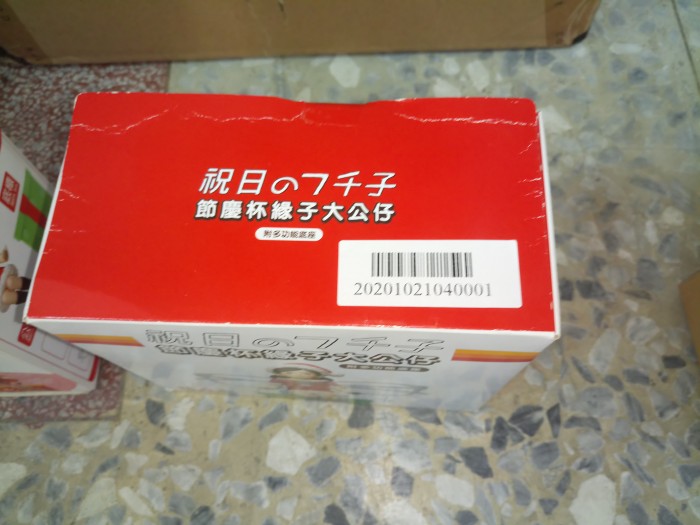 祝日のフチ子
節慶杯緣子大公仔
附多功能底座
20201021040001
祝日のフチ子
節慶杯緣子大公仔